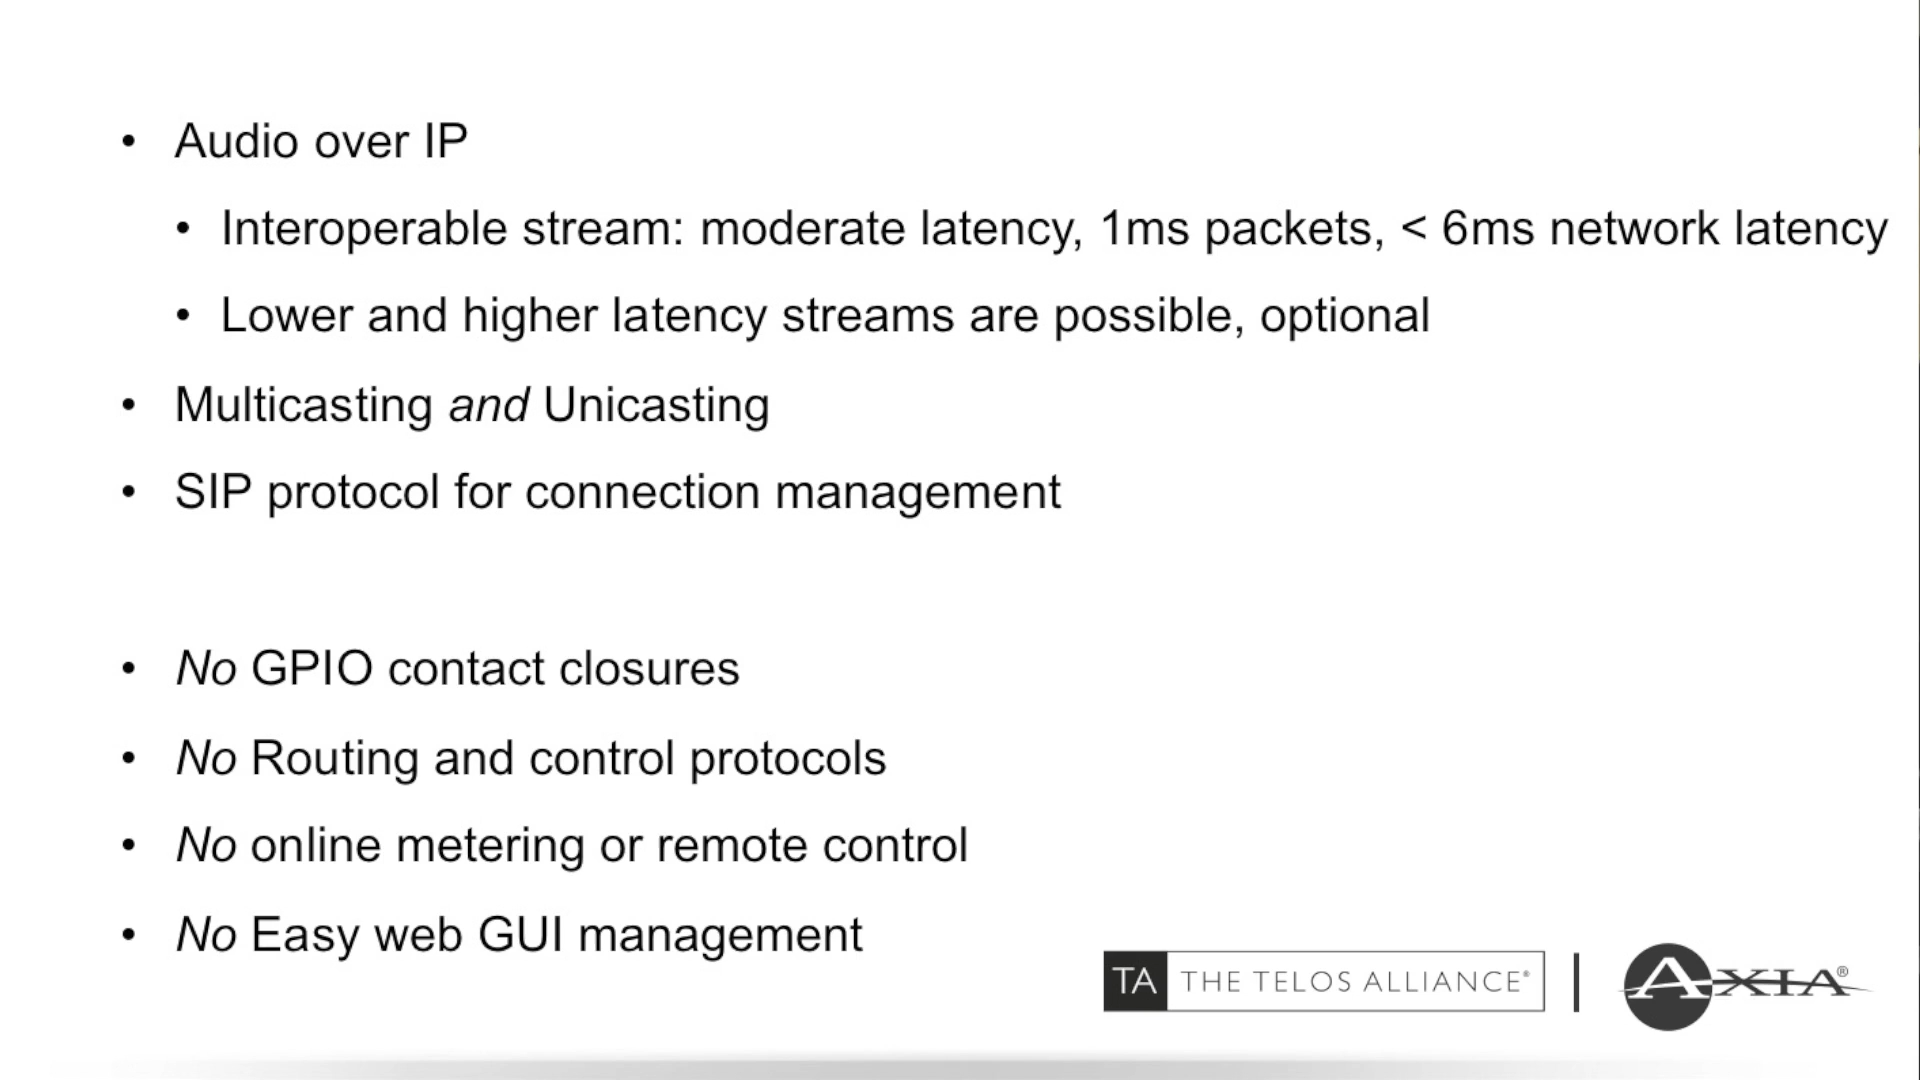 • Audio over IP
• Interoperable stream: moderate latency, 1ms packets, < 6ms network latency
• Lower and higher latency streams are possible, optional
• Multicasting and Unicasting
• SIP protocol for connection management
• No GPIO contact closures
• No Routing and control protocols
• No online metering or remote control
• No Easy web GUI management
TA THE TELOS ALLIANCE® | AXIA®